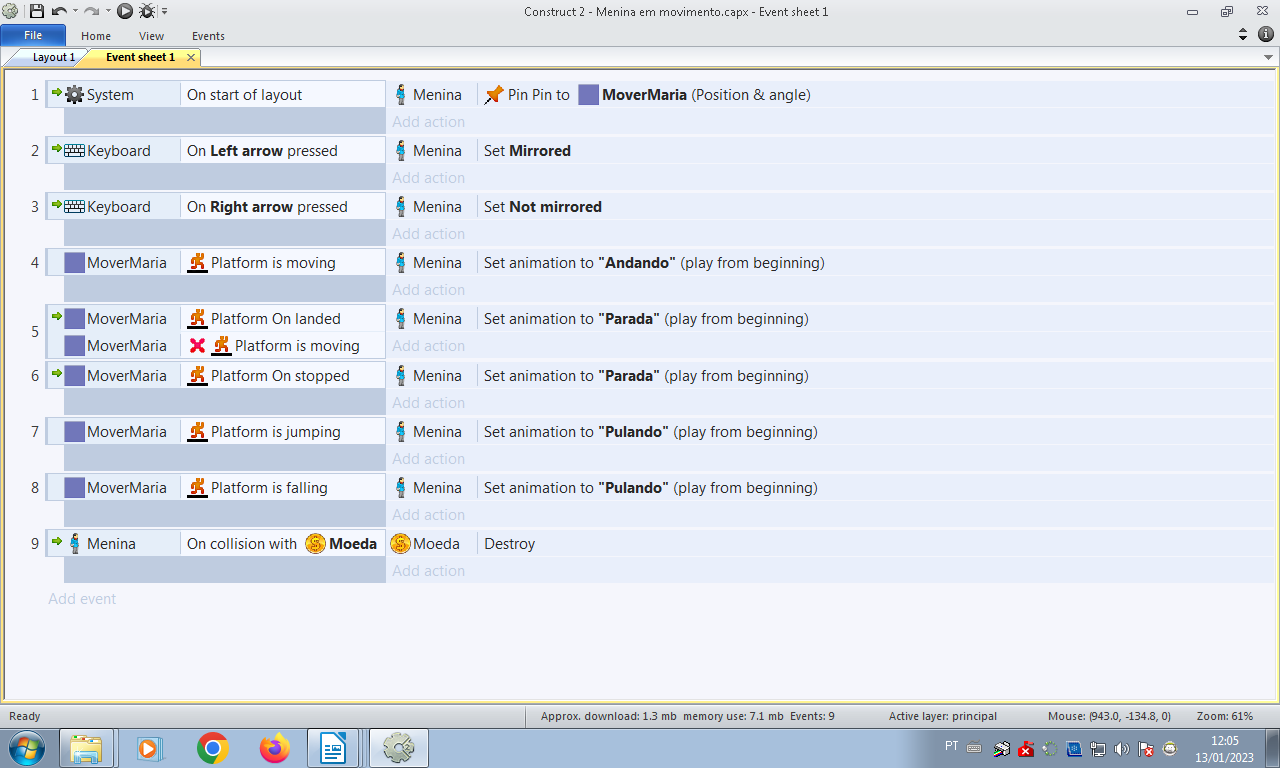 Construct 2 - Menina em movimento.capx - Event sheet 1
File Home View Events
Layout 1 Event sheet 1
1 System On start of layout Menina Pin Pin to MoverMaria (Position & angle)
Add action
2 Keyboard On Left arrow pressed Menina Set Mirrored
Add action
3 Keyboard On Right arrow pressed Menina Set Not mirrored
Add action
4 MoverMaria Platform is moving Menina Set animation to "Andando" (play from beginning)
Add action
5 MoverMaria Platform On landed Menina Set animation to "Parada" (play from beginning)
MoverMaria Platform is moving Add action
6 MoverMaria Platform On stopped Menina Set animation to "Parada" (play from beginning)
Add action
7 MoverMaria Platform is jumping Menina Set animation to "Pulando" (play from beginning)
Add action
8 MoverMaria Platform is falling Menina Set animation to "Pulando" (play from beginning)
Add action
9 Menina On collision with Moeda Moeda Destroy
Add action
Add event
Ready Approx. download: 1.3 mb memory use: 7.1 mb Events: 9 Active layer: principal Mouse: (943.0, -134.8, 0) Zoom: 61%
PT 12:05
13/01/2023